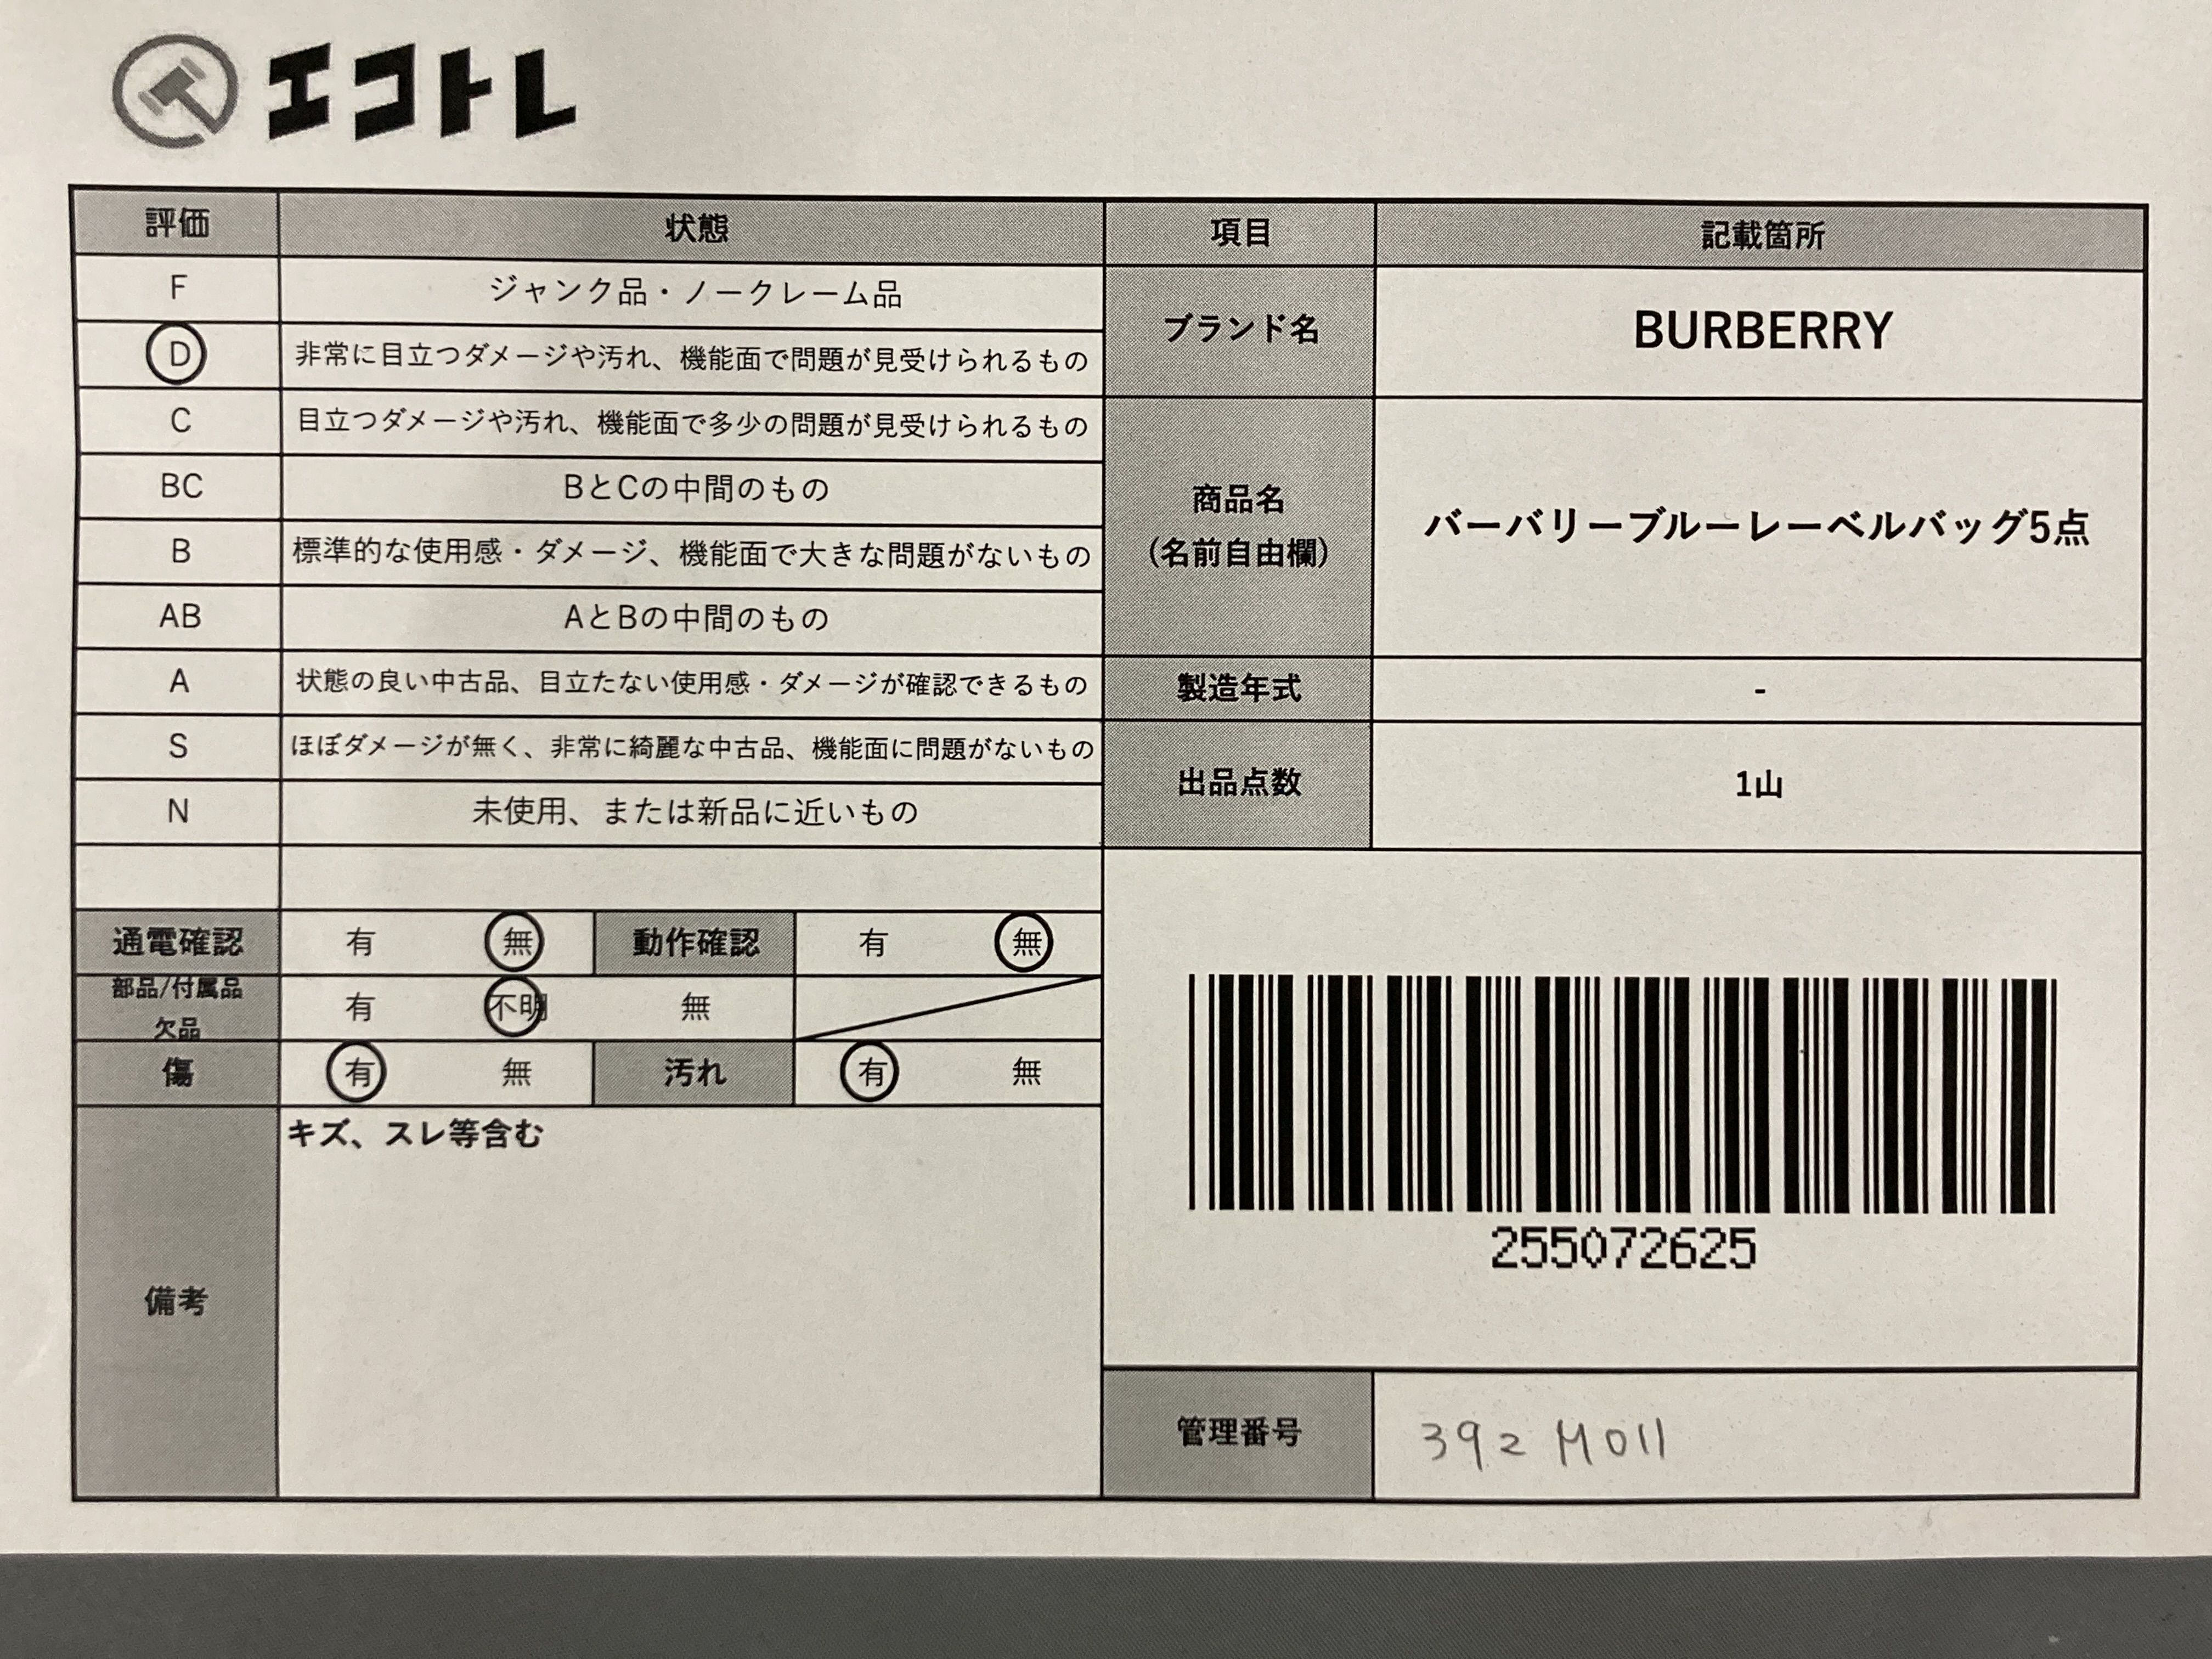 エコトレ
評価 状態 項目 記載箇所
F ジャンク品・ノークレーム品
D 非常に目立つダメージや汚れ、機能面で問題が見受けられるもの
ブランド名 BURBERRY
C 目立つダメージや汚れ、機能面で多少の問題が見受けられるもの
BC BとCの中間のもの
B 標準的な使用感・ダメージ、機能面で大きな問題がないもの
AB AとBの中間のもの
商品名
(名前自由欄)
バーバリーブルーレーベルバッグ5点
A 状態の良い中古品、目立たない使用感・ダメージが確認できるもの
製造年式 -
S ほぼダメージが無く、非常に綺麗な中古品、機能面に問題がないもの
N 未使用、または新品に近いもの
出品点数 1山
通電確認 有 無 動作確認 有 無
部品/付属品
欠品
有 不明 無
傷 有 無 汚れ 有 無
備考 キズ、スレ等含む
255072625
管理番号 392 M011